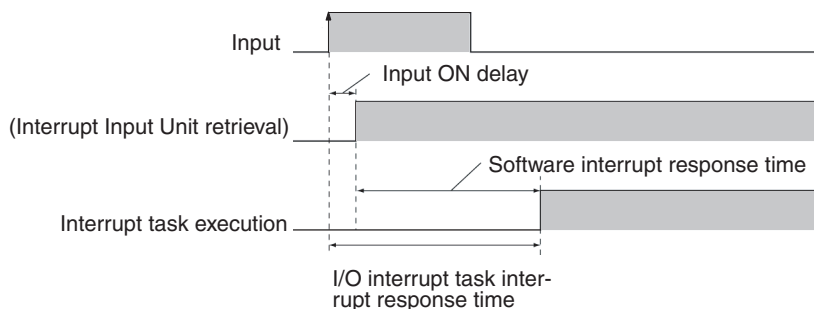 Input
Input ON delay
(Interrupt Input Unit retrieval)
Software interrupt response time
Interrupt task execution
I/O interrupt task inter-
rupt response time